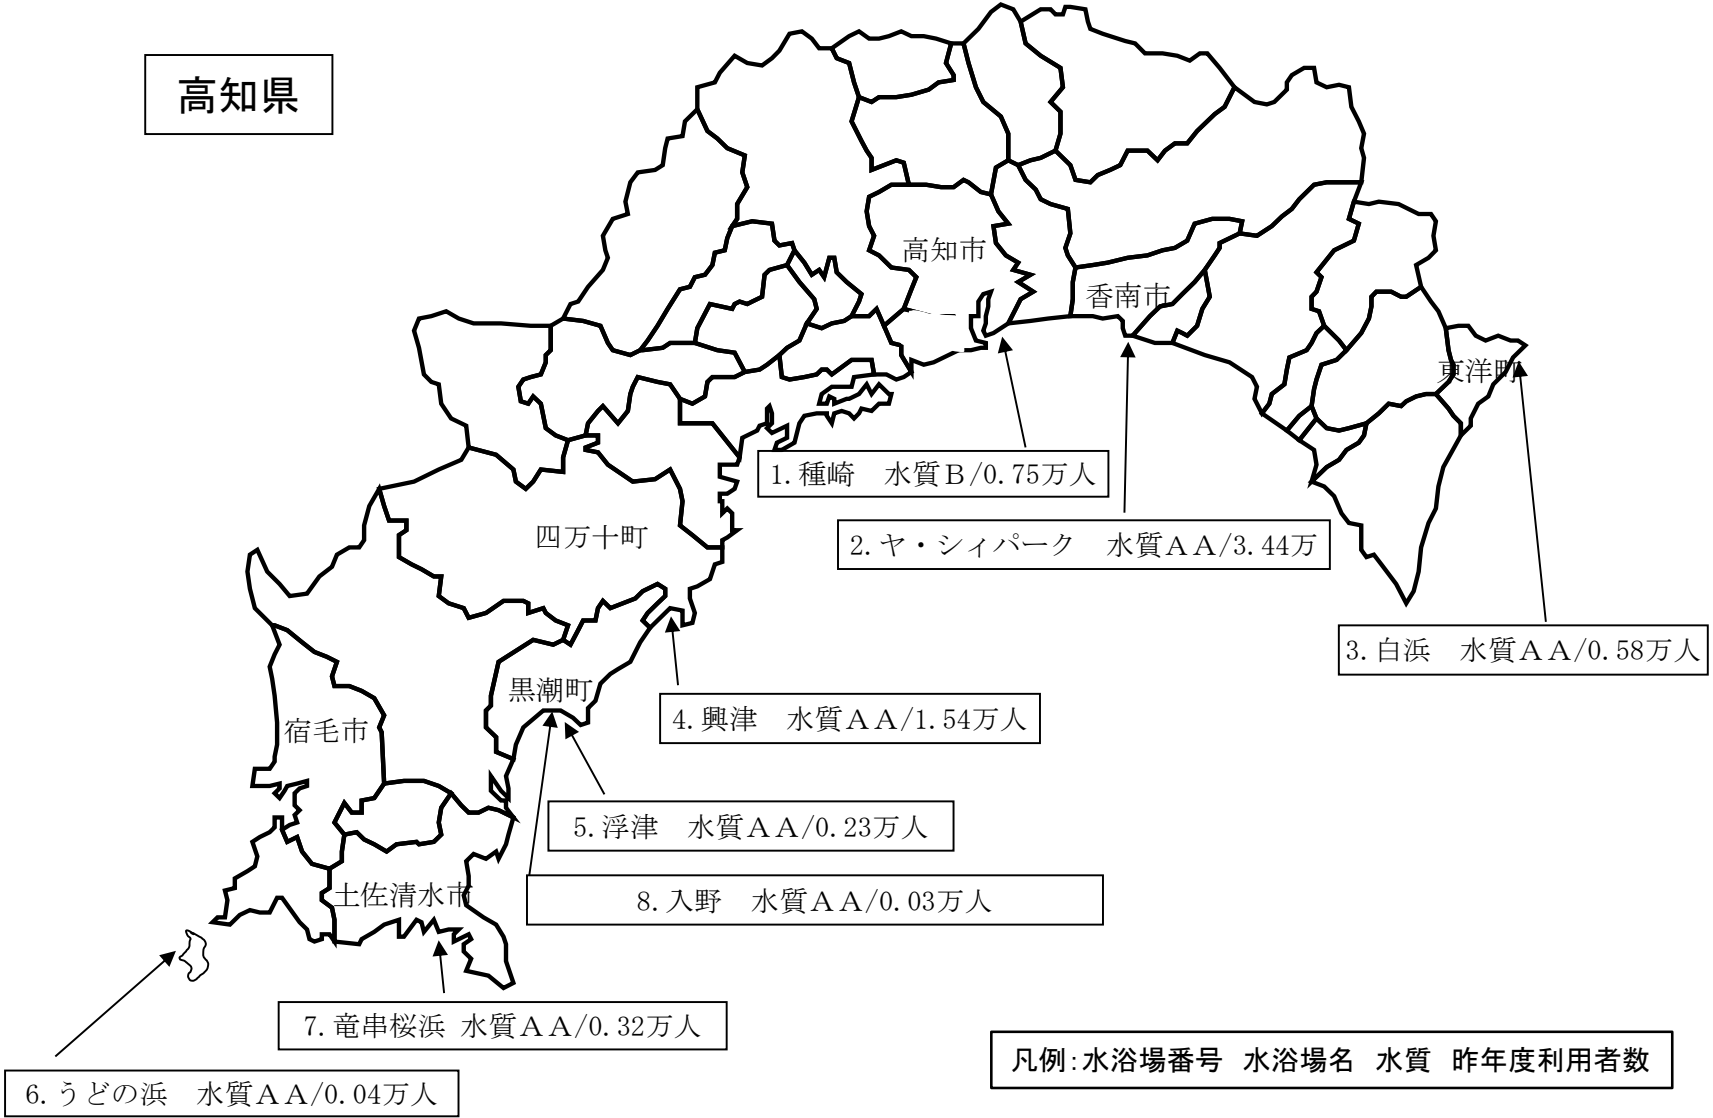 高知県
高知市
香南市
東洋町
1.種崎　水質Ｂ/0.75万人
2.ヤ・シィパーク　水質ＡＡ/3.44万
四万十町
3.白浜　水質ＡＡ/0.58万人
黒潮町
4.興津　水質ＡＡ/1.54万人
宿毛市
5.浮津　水質ＡＡ/0.23万人
土佐清水市
8.入野　水質ＡＡ/0.03万人
7.竜串桜浜 水質ＡＡ/0.32万人
凡例：水浴場番号　水浴場名　水質　昨年度利用者数
6.うどの浜　水質ＡＡ/0.04万人